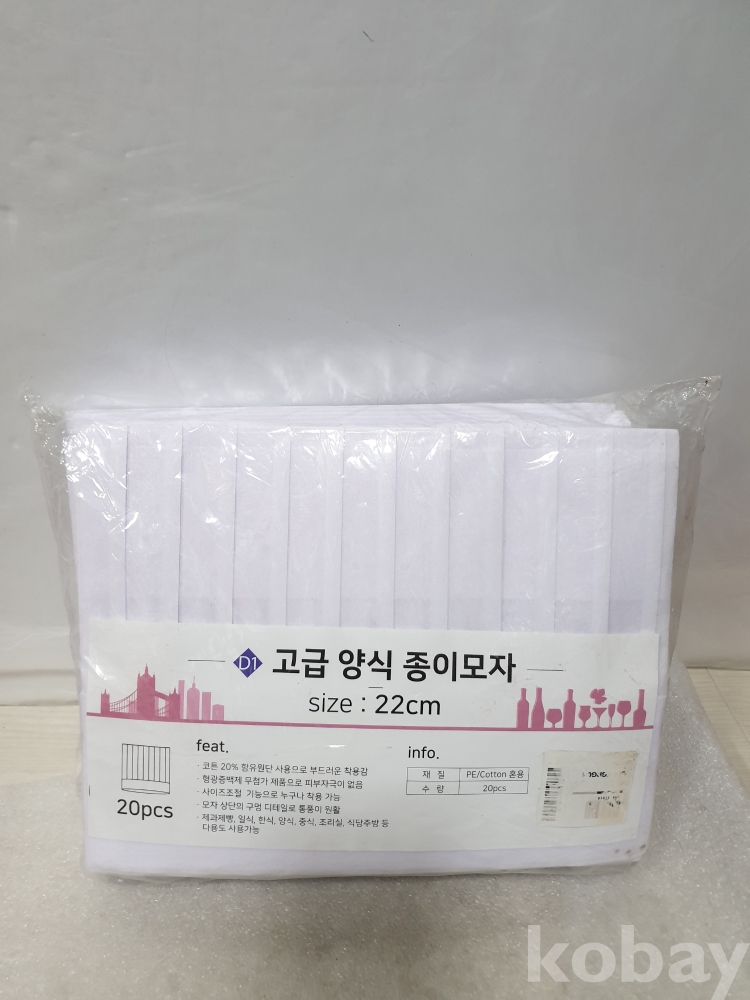 D1 고급 양식 종이모자
size : 22cm
20pcs
feat.
· 코튼 20% 함유원단 사용으로 부드러운 착용감
· 형광증백제 무첨가 제품으로 피부자극이 없음
· 사이즈조절 기능으로 누구나 착용 가능
· 모자 상단의 구멍 디테일로 통풍이 원활
· 제과제빵, 일식, 한식, 양식, 중식, 조리실, 식당주방 등
다용도 사용가능
info.
재 질 PE/Cotton 혼용
수 량 20pcs
kobay